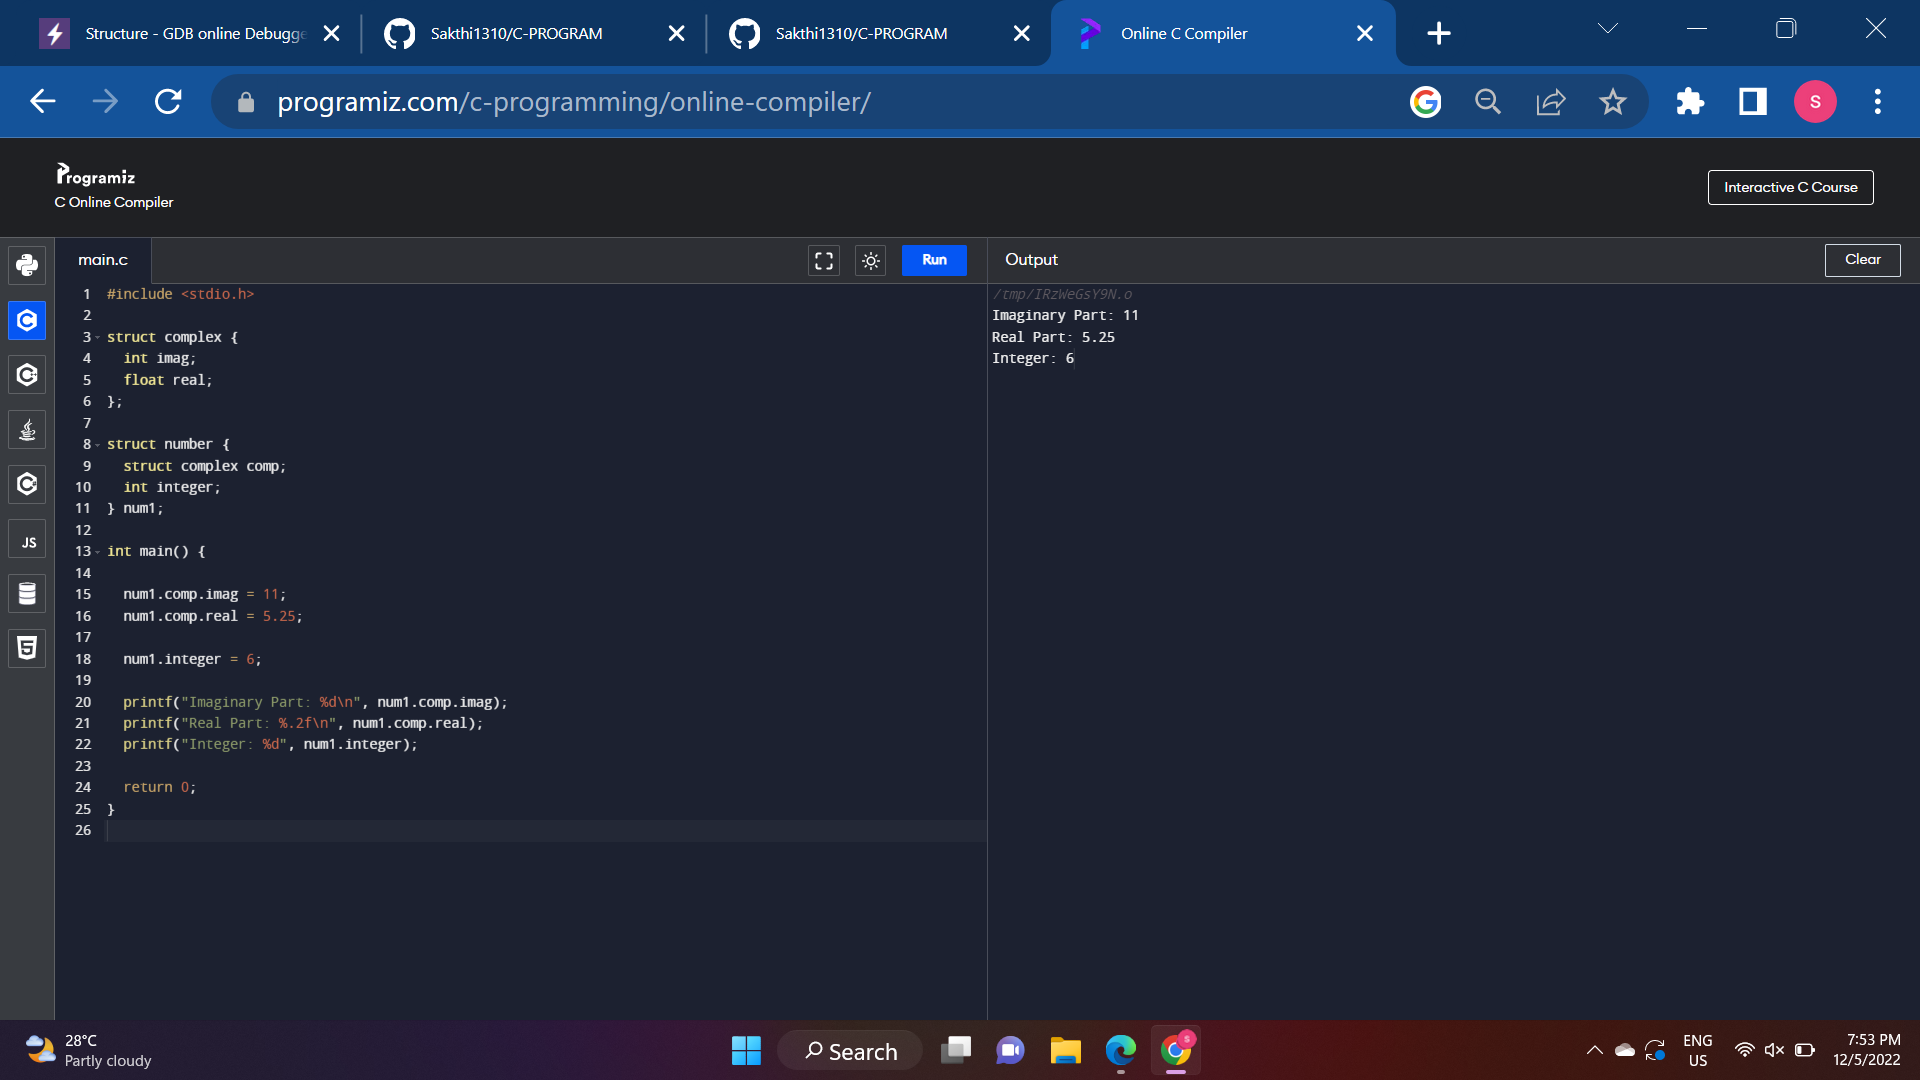 Structure - GDB online Debugge
Sakthi1310/C-PROGRAM
Sakthi1310/C-PROGRAM
Online C Compiler
programiz.com/c-programming/online-compiler/
S
Programiz
C Online Compiler
Interactive C Course
main.c
Run
Output
Clear
1 #include <stdio.h>
2
3 struct complex {
4 int imag;
5 float real;
6 };
7
8 struct number {
9 struct complex comp;
10 int integer;
11 } num1;
12
13 int main() {
14
15 num1.comp.imag = 11;
16 num1.comp.real = 5.25;
17
18 num1.integer = 6;
19
20 printf("Imaginary Part: %d\n", num1.comp.imag);
21 printf("Real Part: %.2f\n", num1.comp.real);
22 printf("Integer: %d", num1.integer);
23
24 return 0;
25 }
26
/tmp/IRzWeGsY9N.o
Imaginary Part: 11
Real Part: 5.25
Integer: 6
JS
28°C
Partly cloudy
Search
S
ENG
US
7:53 PM
12/5/2022